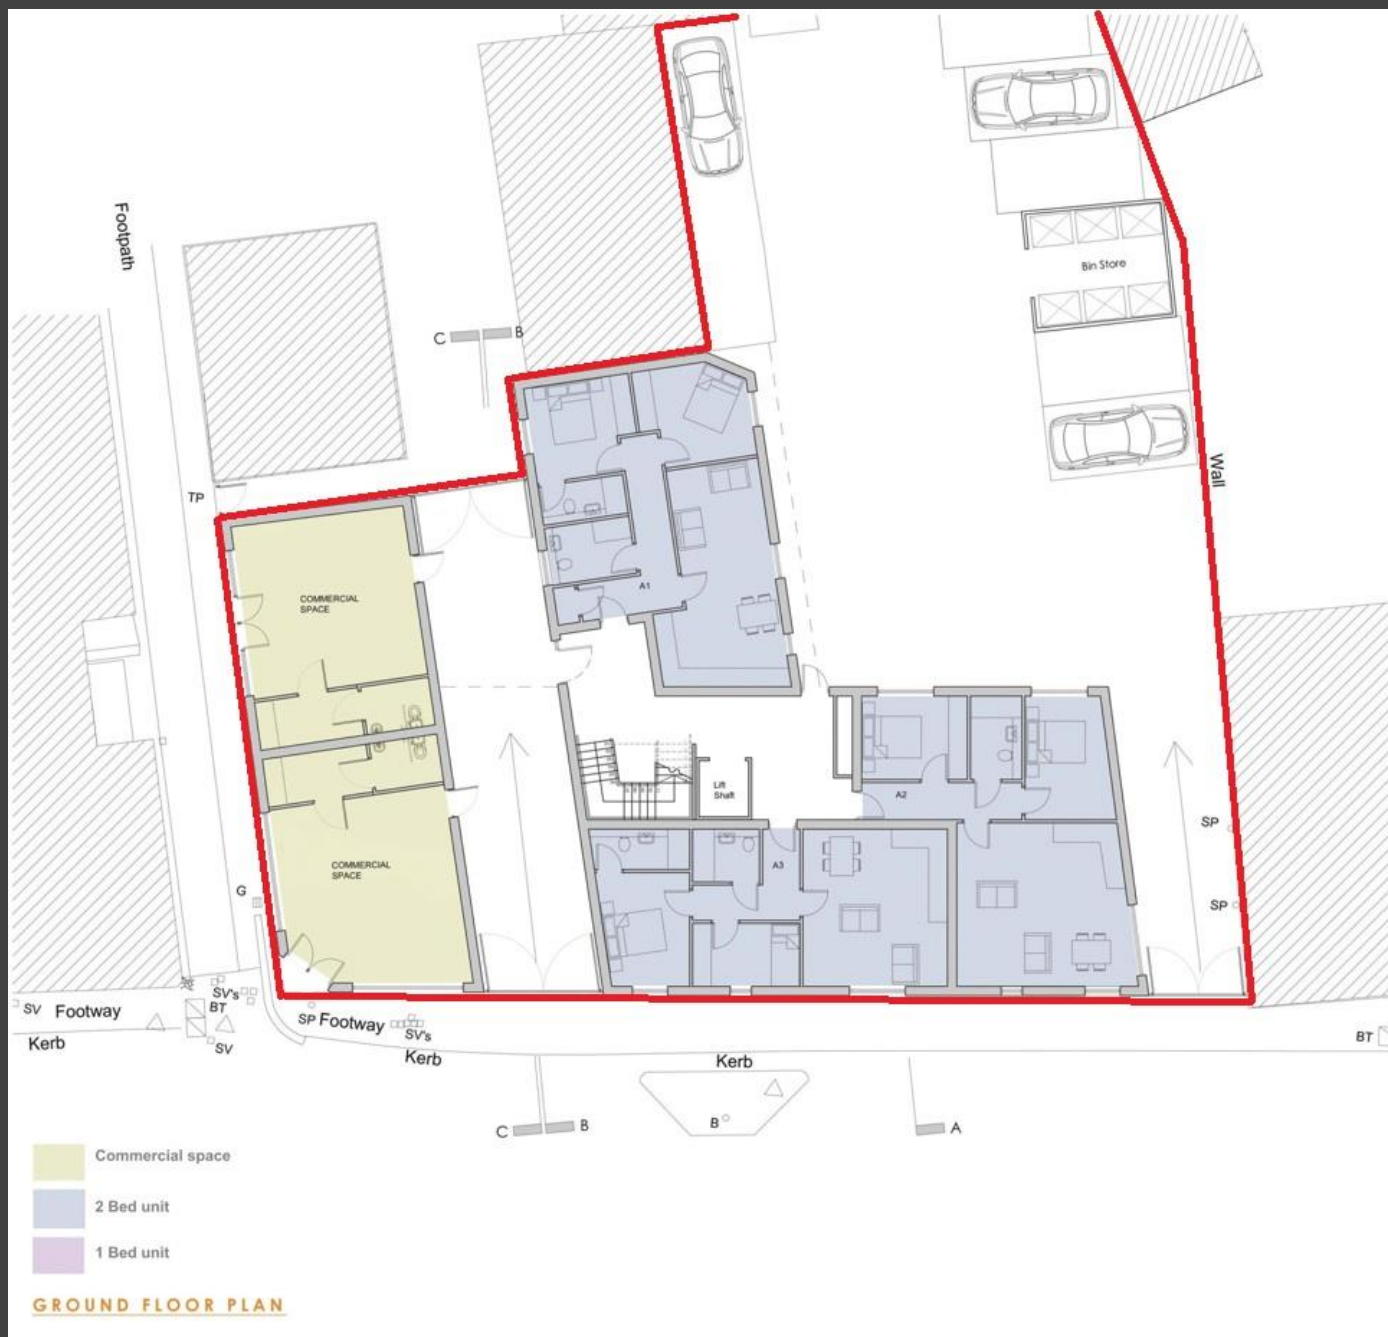 Footpath
Bin Store
C
B
Wall
TP
COMMERCIAL
SPACE
A1
Lift
Shaft
A2
SP
COMMERCIAL
SPACE
A3
G
SP
SV
Footway
SV's
BT
SP
Footway
SV's
Kerb
SV
Kerb
Kerb
BT
C
B
B
A
Commercial space
2 Bed unit
1 Bed unit
GROUND FLOOR PLAN